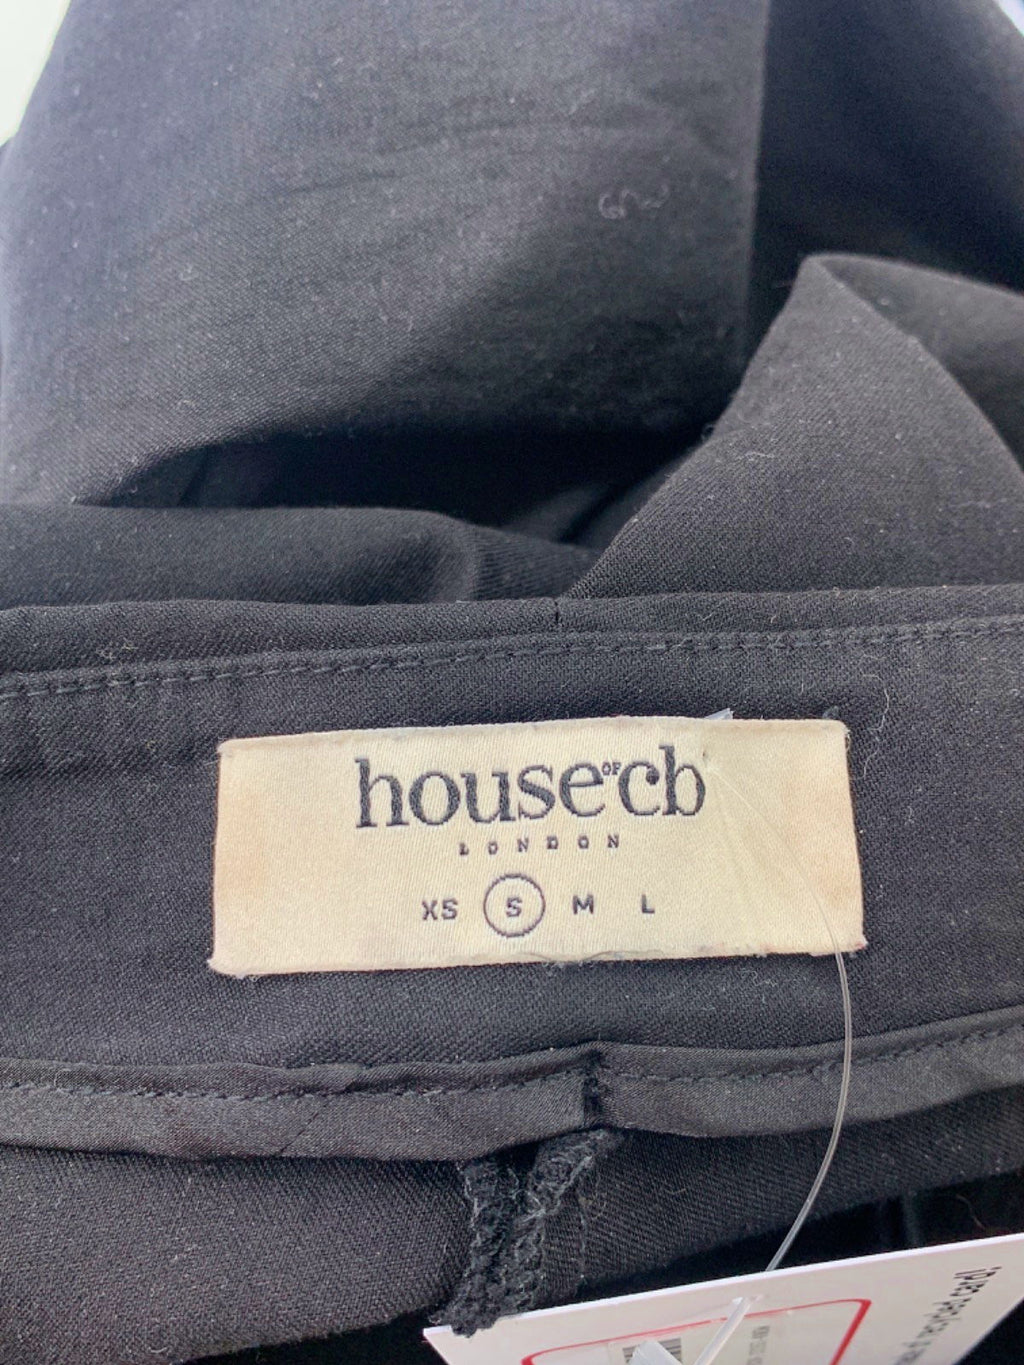 house OF cb
LONDON
XS S M L